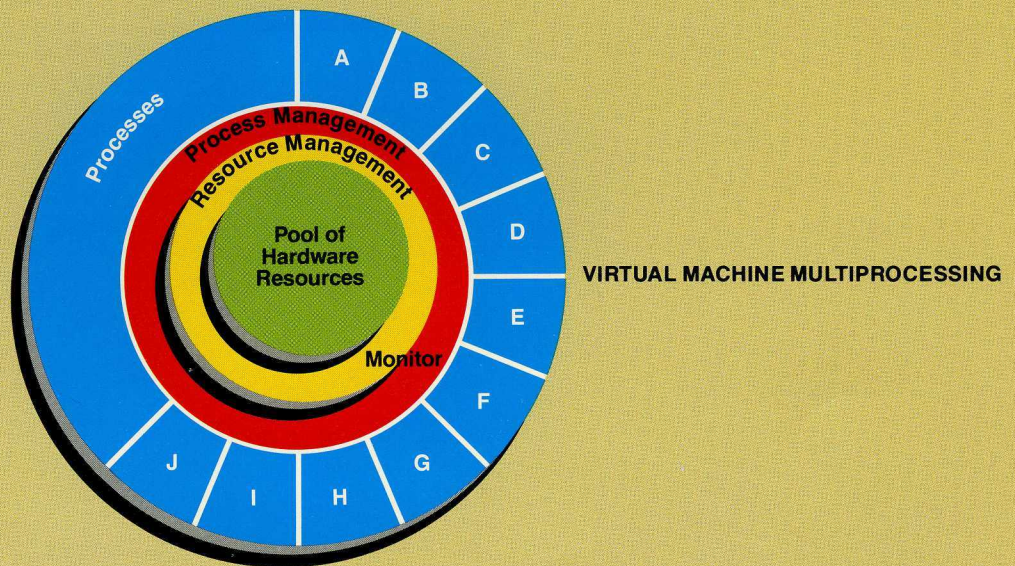 Processes
A
B
C
D
E
F
G
H
I
J
Process Management
Resource Management
Pool of
Hardware
Resources
Monitor
VIRTUAL MACHINE MULTIPROCESSING